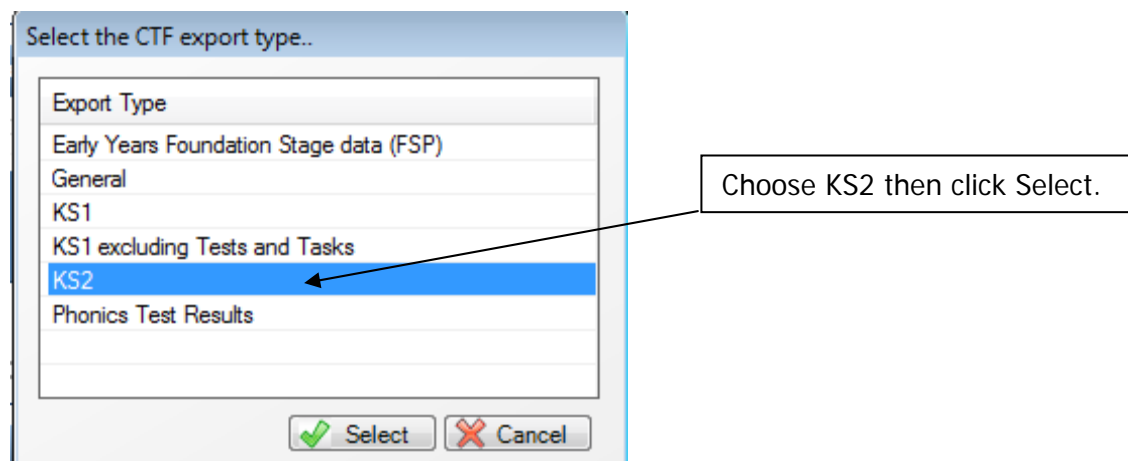 Select the CTF export type..
Export Type
Early Years Foundation Stage data (FSP)
General
KS1
KS1 excluding Tests and Tasks
KS2
Phonics Test Results
Select
Cancel
Choose KS2 then click Select.